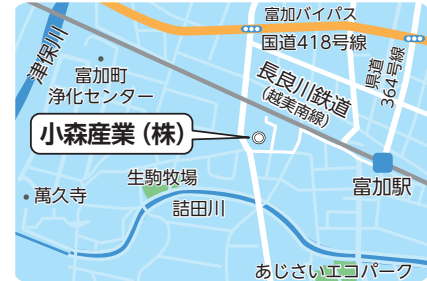 富加バイパス
国道418号線
津保川
富加町
浄化センター
長良川鉄道
(越美南線)
県道
364号線
小森産業(株)
富加駅
生駒牧場
萬久寺
詰田川
あじさいエコパーク